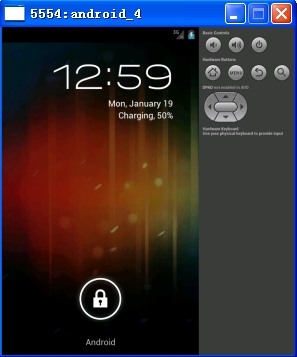 5554:android_4
3G
12:59
Mon, January 19
Charging, 50%
Android
Basic Controls
Hardware Buttons
MENU
DPAD not enabled in AVD
Hardware Keyboard
Use your physical keyboard to provide input